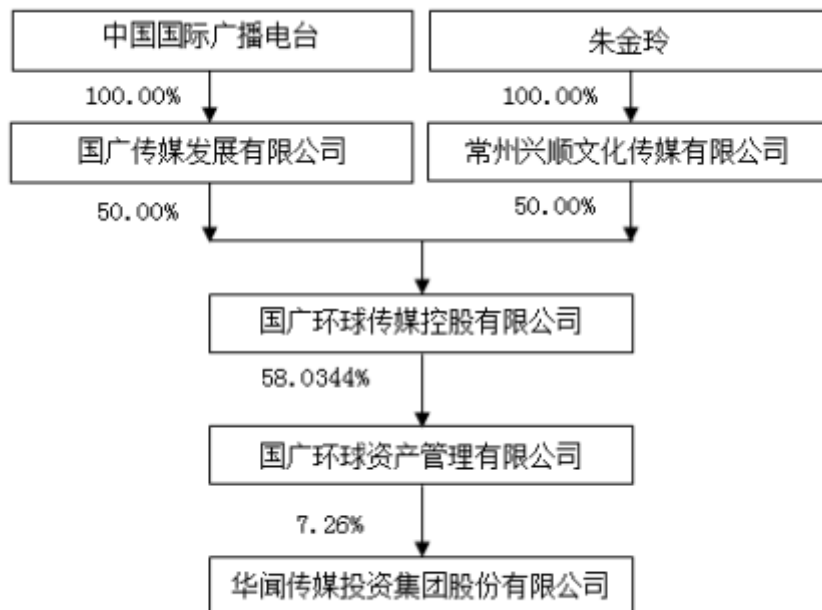 中国国际广播电台
朱金玲
100.00%
100.00%
国广传媒发展有限公司
常州兴顺文化传媒有限公司
50.00%
50.00%
国广环球传媒控股有限公司
58.0344%
国广环球资产管理有限公司
7.26%
华闻传媒投资集团股份有限公司